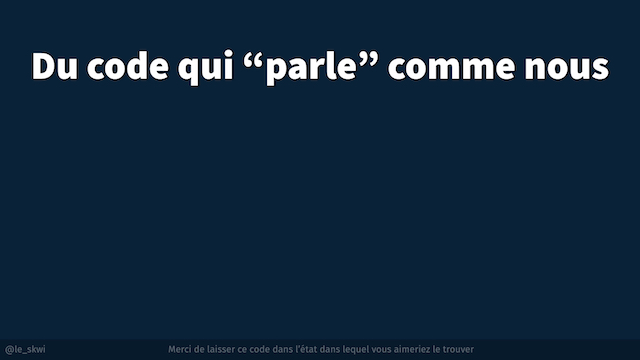 Du code qui “parle” comme nous
@le_skwi
Merci de laisser ce code dans l'état dans lequel vous aimeriez le trouver